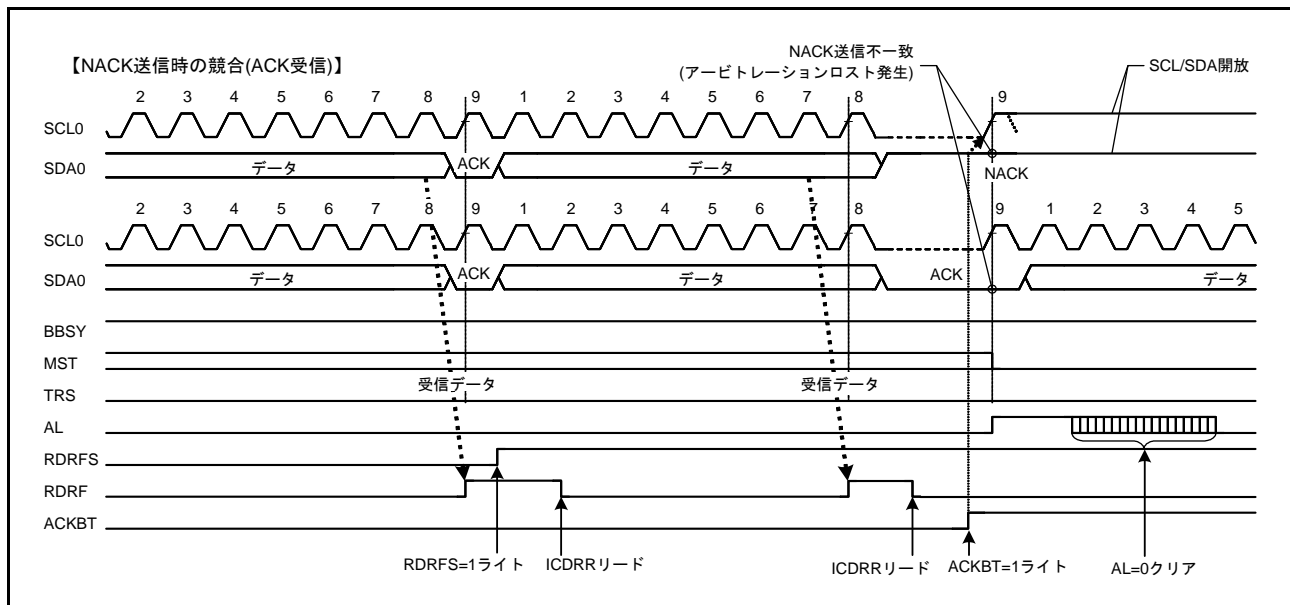 【NACK送信時の競合(ACK受信)】
NACK送信不一致
(アービトレーションロスト発生)
SCL/SDA開放
2 3 4 5 6 7 8 9 1 2 3 4 5 6 7 8 9
SCL0
SDA0
データ ACK データ NACK
2 3 4 5 6 7 8 9 1 2 3 4 5 6 7 8 9 1 2 3 4 5
SCL0
SDA0
データ ACK データ ACK データ
BBSY
MST
受信データ 受信データ
TRS
AL
RDRFS
RDRF
ACKBT
RDRFS=1ライト ICDRRリード ICDRRリード ACKBT=1ライト AL=0クリア